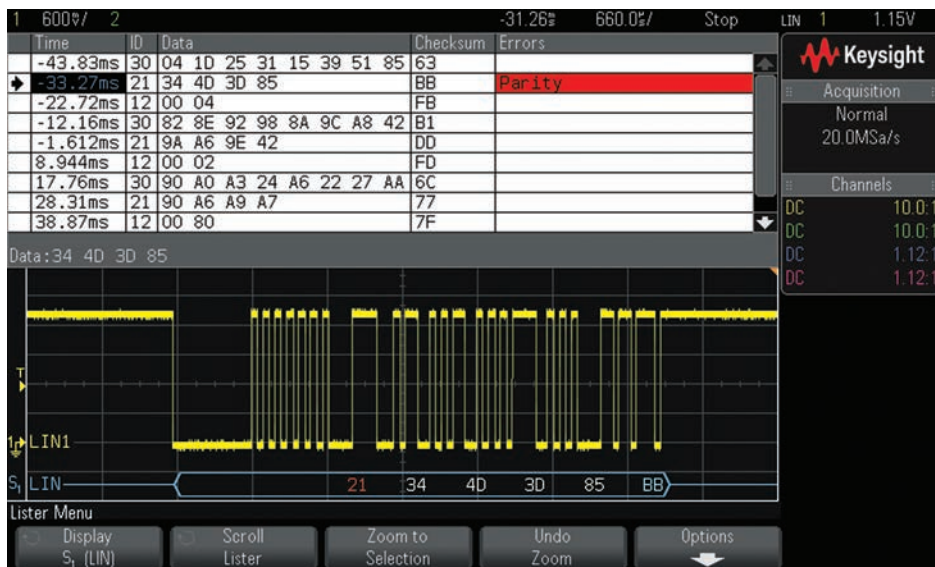 1 600㎷/ 2 -31.26㎳ 660.0㎲/ Stop LIN 1 1.15V
Time ID Data Checksum Errors
-43.83ms 30 04 1D 25 31 15 39 51 85 63
-33.27ms 21 34 4D 3D 85 BB Parity
-22.72ms 12 00 04 FB
-12.16ms 30 82 8E 92 98 8A 9C A8 42 B1
-1.612ms 21 9A A6 9E 42 DD
8.944ms 12 00 02 FD
17.76ms 30 90 A0 A3 24 A6 22 27 AA 6C
28.31ms 21 90 A6 A9 A7 77
38.87ms 12 00 80 7F
Data:34 4D 3D 85
Keysight
Acquisition
Normal
20.0MSa/s
Channels
DC 10.0:1
DC 10.0:1
DC 1.12:1
DC 1.12:1
T
1 LIN1
S₁ LIN 21 34 4D 3D 85 BB
Lister Menu
Display
S₁ (LIN)
Scroll
Lister
Zoom to
Selection
Undo
Zoom
Options